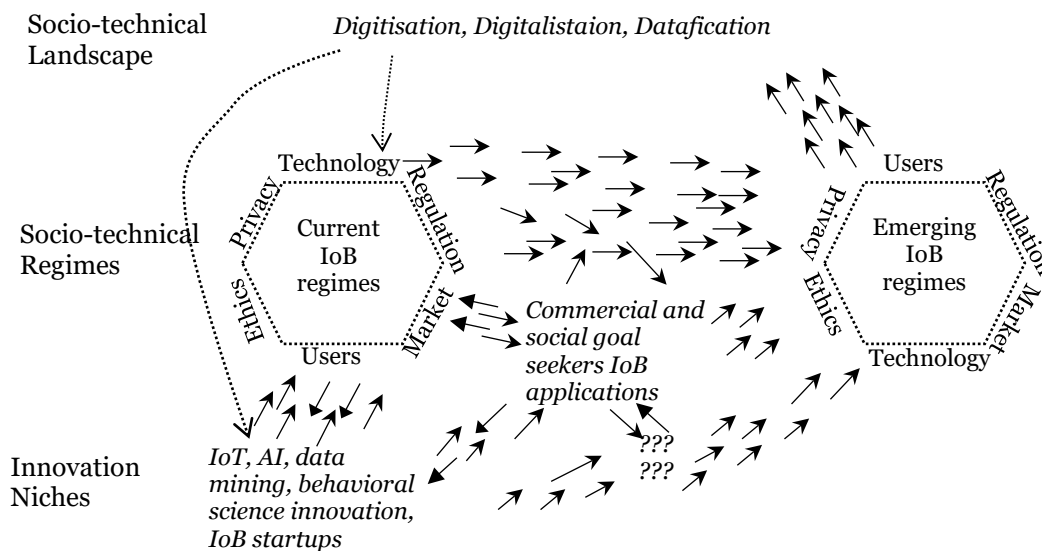 Socio-technical
Landscape
Digitisation, Digitalistaion, Datafication
Technology
Privacy
Regulation
Current
IoB
regimes
Ethics
Market
Users
Socio-technical
Regimes
Users
Privacy
Regulation
Emerging
IoB
regimes
Ethics
Market
Technology
Commercial and
social goal
seekers IoB
applications
???
???
Innovation
Niches
IoT, AI, data
mining, behavioral
science innovation,
IoB startups